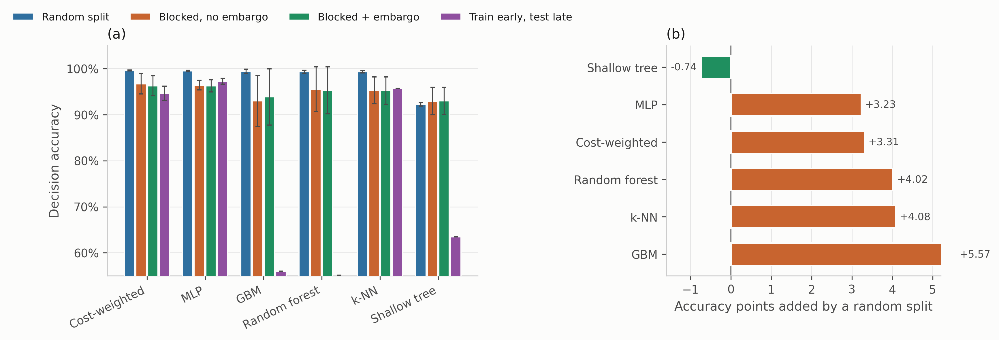 Random split
Blocked, no embargo
Blocked + embargo
Train early, test late
(a)
100%
90%
80%
70%
60%
Decision accuracy
Cost-weighted
MLP
GBM
Random forest
k-NN
Shallow tree
(b)
Shallow tree
-0.74
MLP
+3.23
Cost-weighted
+3.31
Random forest
+4.02
k-NN
+4.08
GBM
+5.57
−1
0
1
2
3
4
5
Accuracy points added by a random split